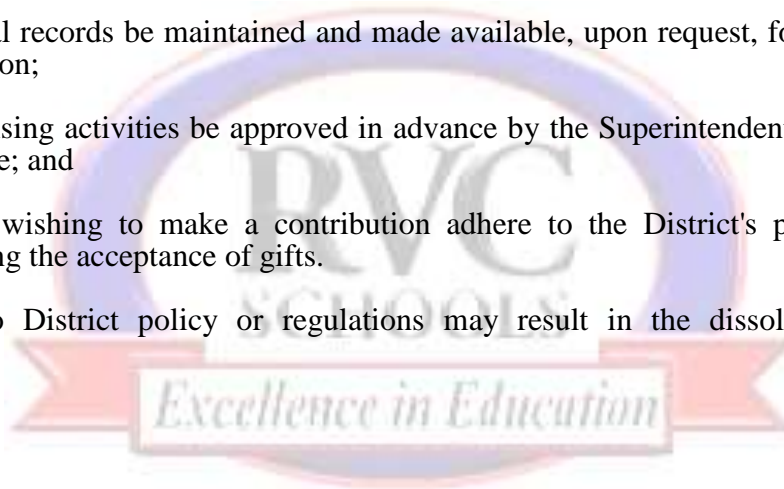 al records be maintained and made available, upon request, fo
on;
sing activities be approved in advance by the Superintendent
e; and
wishing to make a contribution adhere to the District's p
ng the acceptance of gifts.
o District policy or regulations may result in the dissol
RVC
SCHOOLS
Excellence in Education